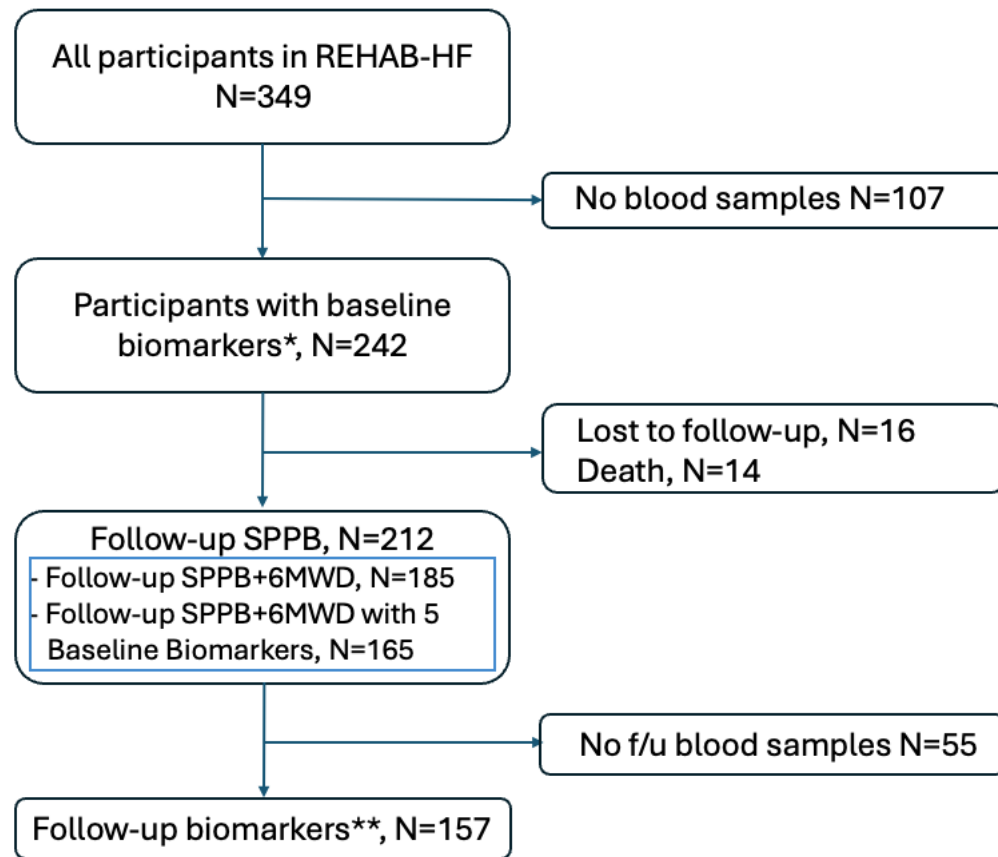 All participants in REHAB-HF
N=349
No blood samples N=107
Participants with baseline
biomarkers*, N=242
Lost to follow-up, N=16
Death, N=14
Follow-up SPPB, N=212
- Follow-up SPPB+6MWD, N=185
- Follow-up SPPB+6MWD with 5
Baseline Biomarkers, N=165
No f/u blood samples N=55
Follow-up biomarkers**, N=157